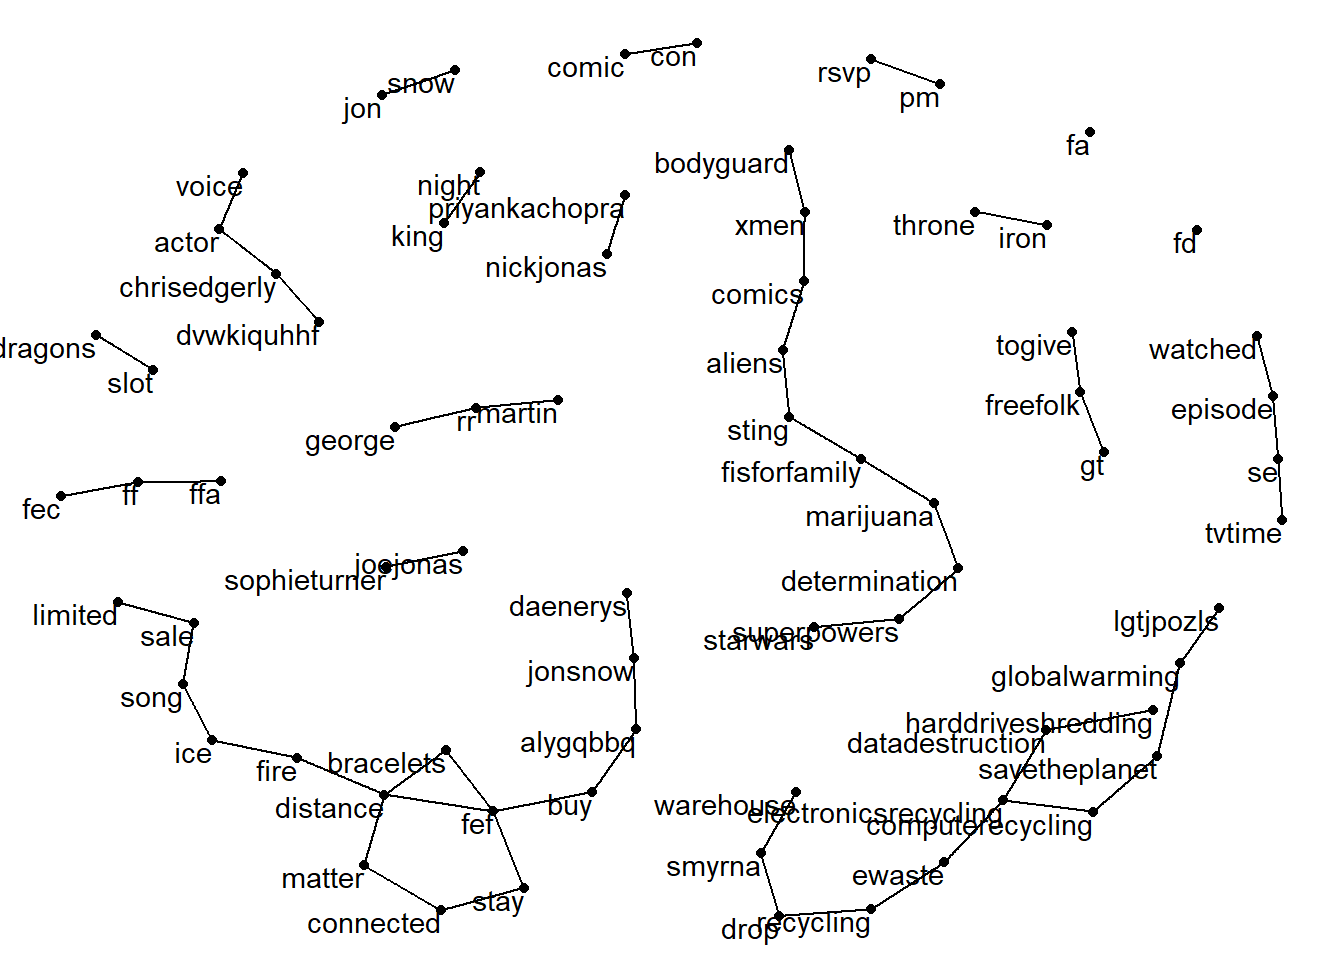 comic
con
snow
jon
rsvp
pm
fa
voice
night
priyankachopra
bodyguard
actor
king
xmen
throne
iron
fd
nickjonas
chrisedgerly
comics
dvwkiquhhf
dragons
slot
aliens
togive
watched
george
rr
martin
sting
freefolk
episode
fisforfamily
gt
se
fec
ff
ffa
marijuana
tvtime
joejonas
sophieturner
determination
limited
sale
daenerys
superpowers
starwars
lgtjpozls
song
jonsnow
globalwarming
ice
fire
bracelets
alygqbbq
harddriveshredding
datadestruction
savetheplanet
distance
fef
buy
warehouse
electronicsrecycling
computerecycling
matter
smyrna
ewaste
connected
stay
drop
recycling